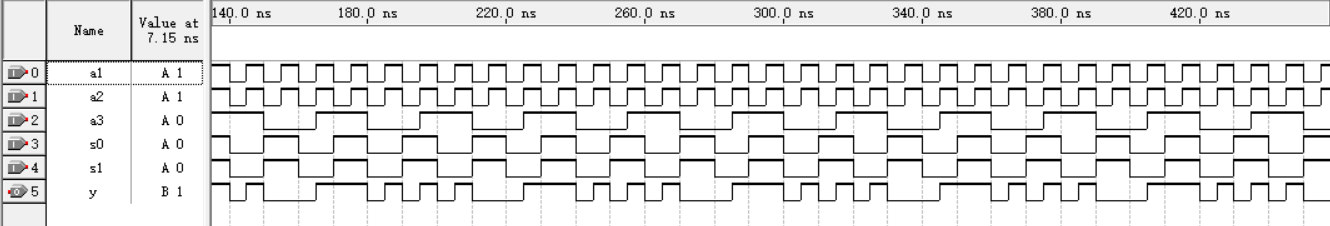 140.0 ns 180.0 ns 220.0 ns 260.0 ns 300.0 ns 340.0 ns 380.0 ns 420.0 ns
Name Value at
7.15 ns
0 a1 A 1
1 a2 A 1
2 a3 A 0
3 s0 A 0
4 s1 A 0
5 y B 1